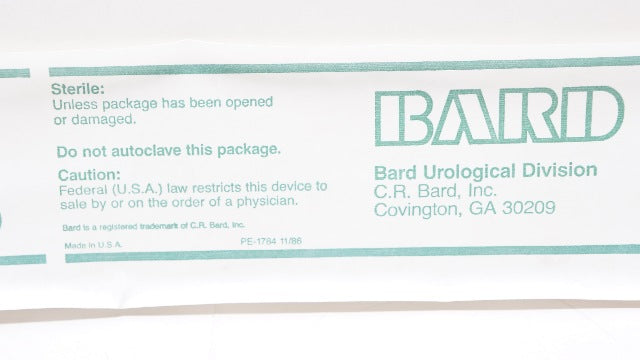 Sterile:
Unless package has been opened
or damaged.
Do not autoclave this package.
Caution:
Federal (U.S.A.) law restricts this device to
sale by or on the order of a physician.
Bard is a registered trademark of C.R. Bard, Inc.
Made in U.S.A.
PE-1764 11/86
BARD
Bard Urological Division
C.R. Bard, Inc.
Covington, GA 30209